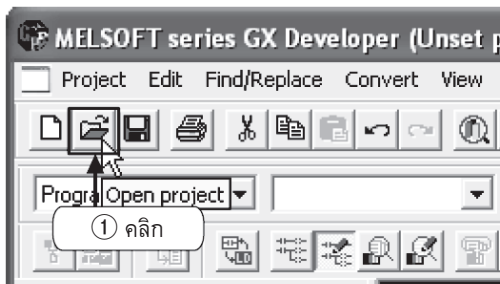 MELSOFT series GX Developer (Unset p
Project Edit Find/Replace Convert View
Progra Open project
① คลิก